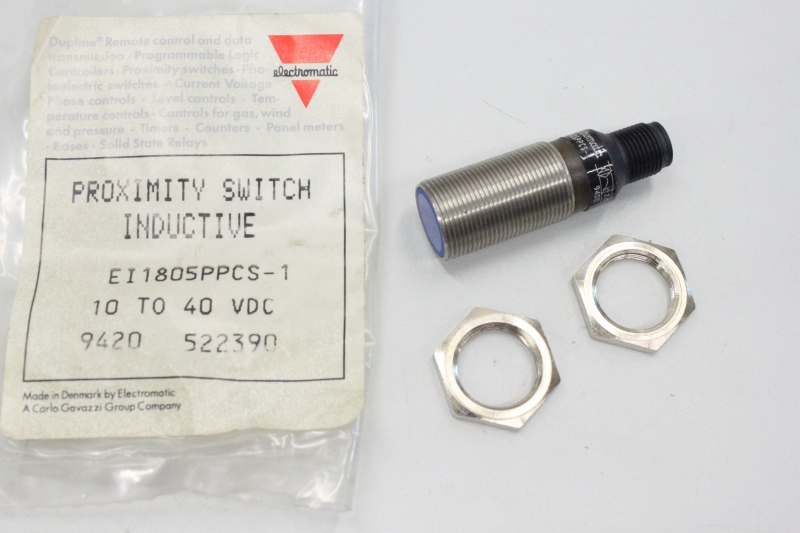 Dupline® Remote control and data
transmission · Programmable Logic
Controllers · Proximity switches · Pho-
toelectric switches · Current Voltage
Phase controls · Level controls · Tem-
perature controls · Controls for gas, wind
and pressure · Timers · Counters · Panel meters
· Bases · Solid State Relays
electromatic
PROXIMITY SWITCH
INDUCTIVE
EI1805PPCS-1
10 TO 40 VDC
9420 522390
Made in Denmark by Electromatic
A Carlo Gavazzi Group Company